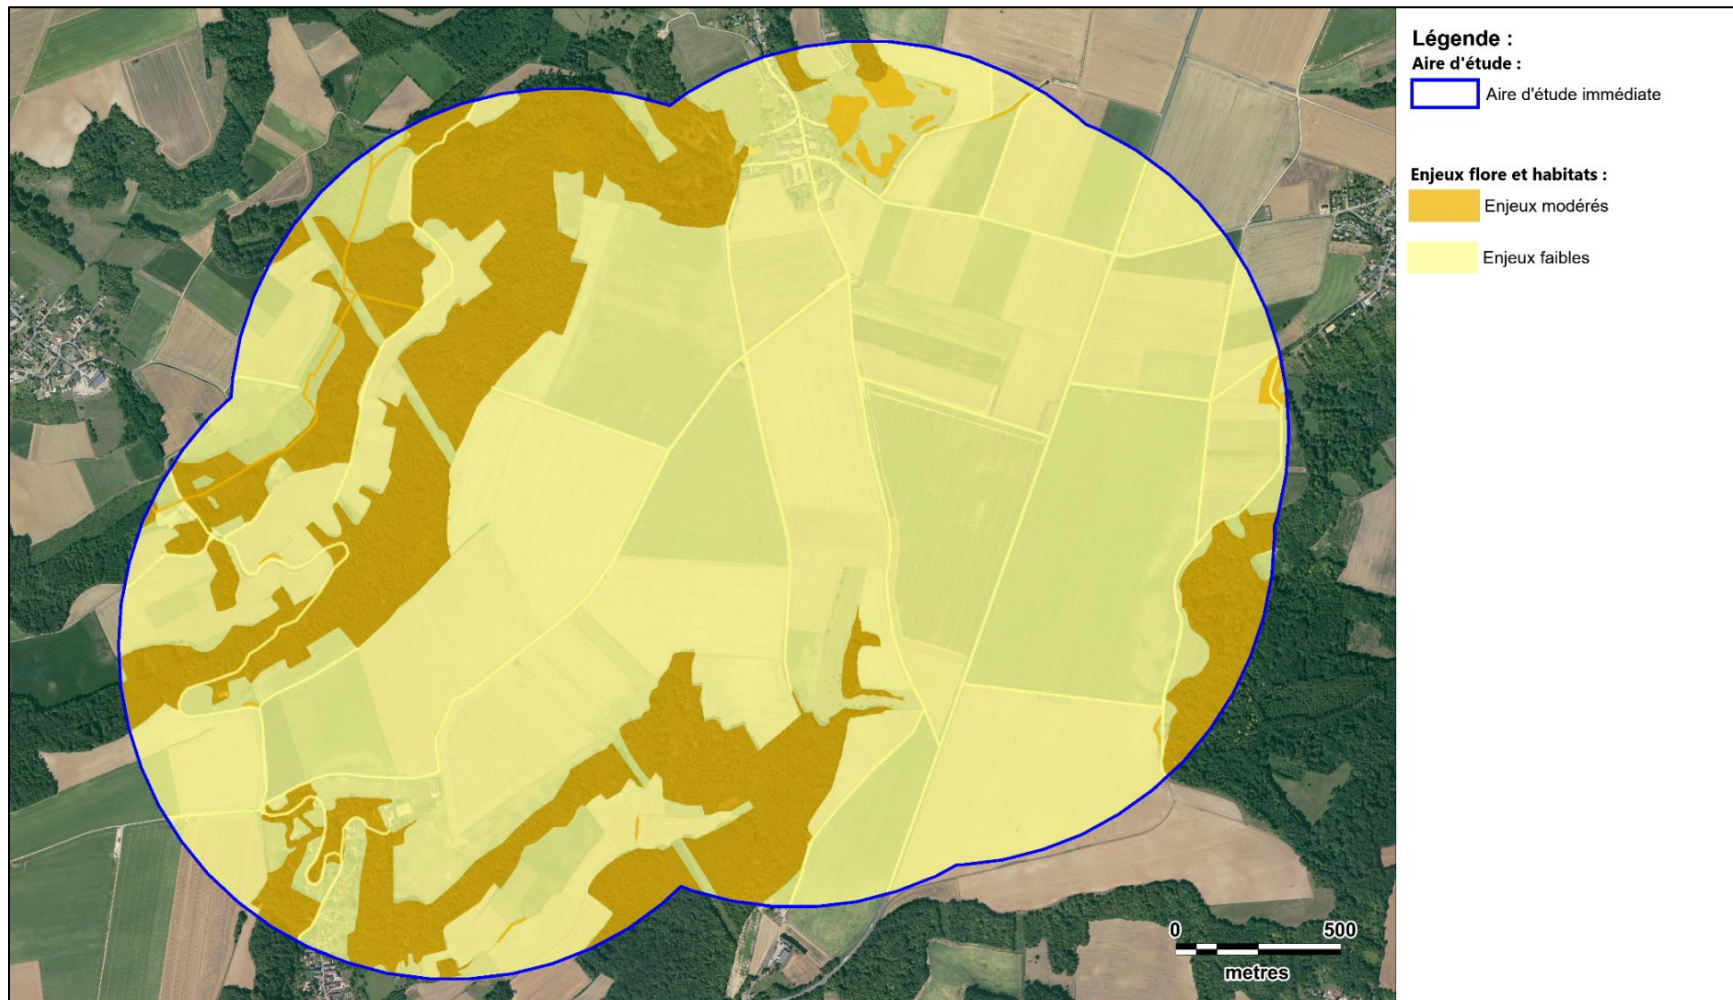 Légende :
Aire d'étude :
Aire d'étude immédiate
Enjeux flore et habitats :
Enjeux modérés
Enjeux faibles
0 500
metres